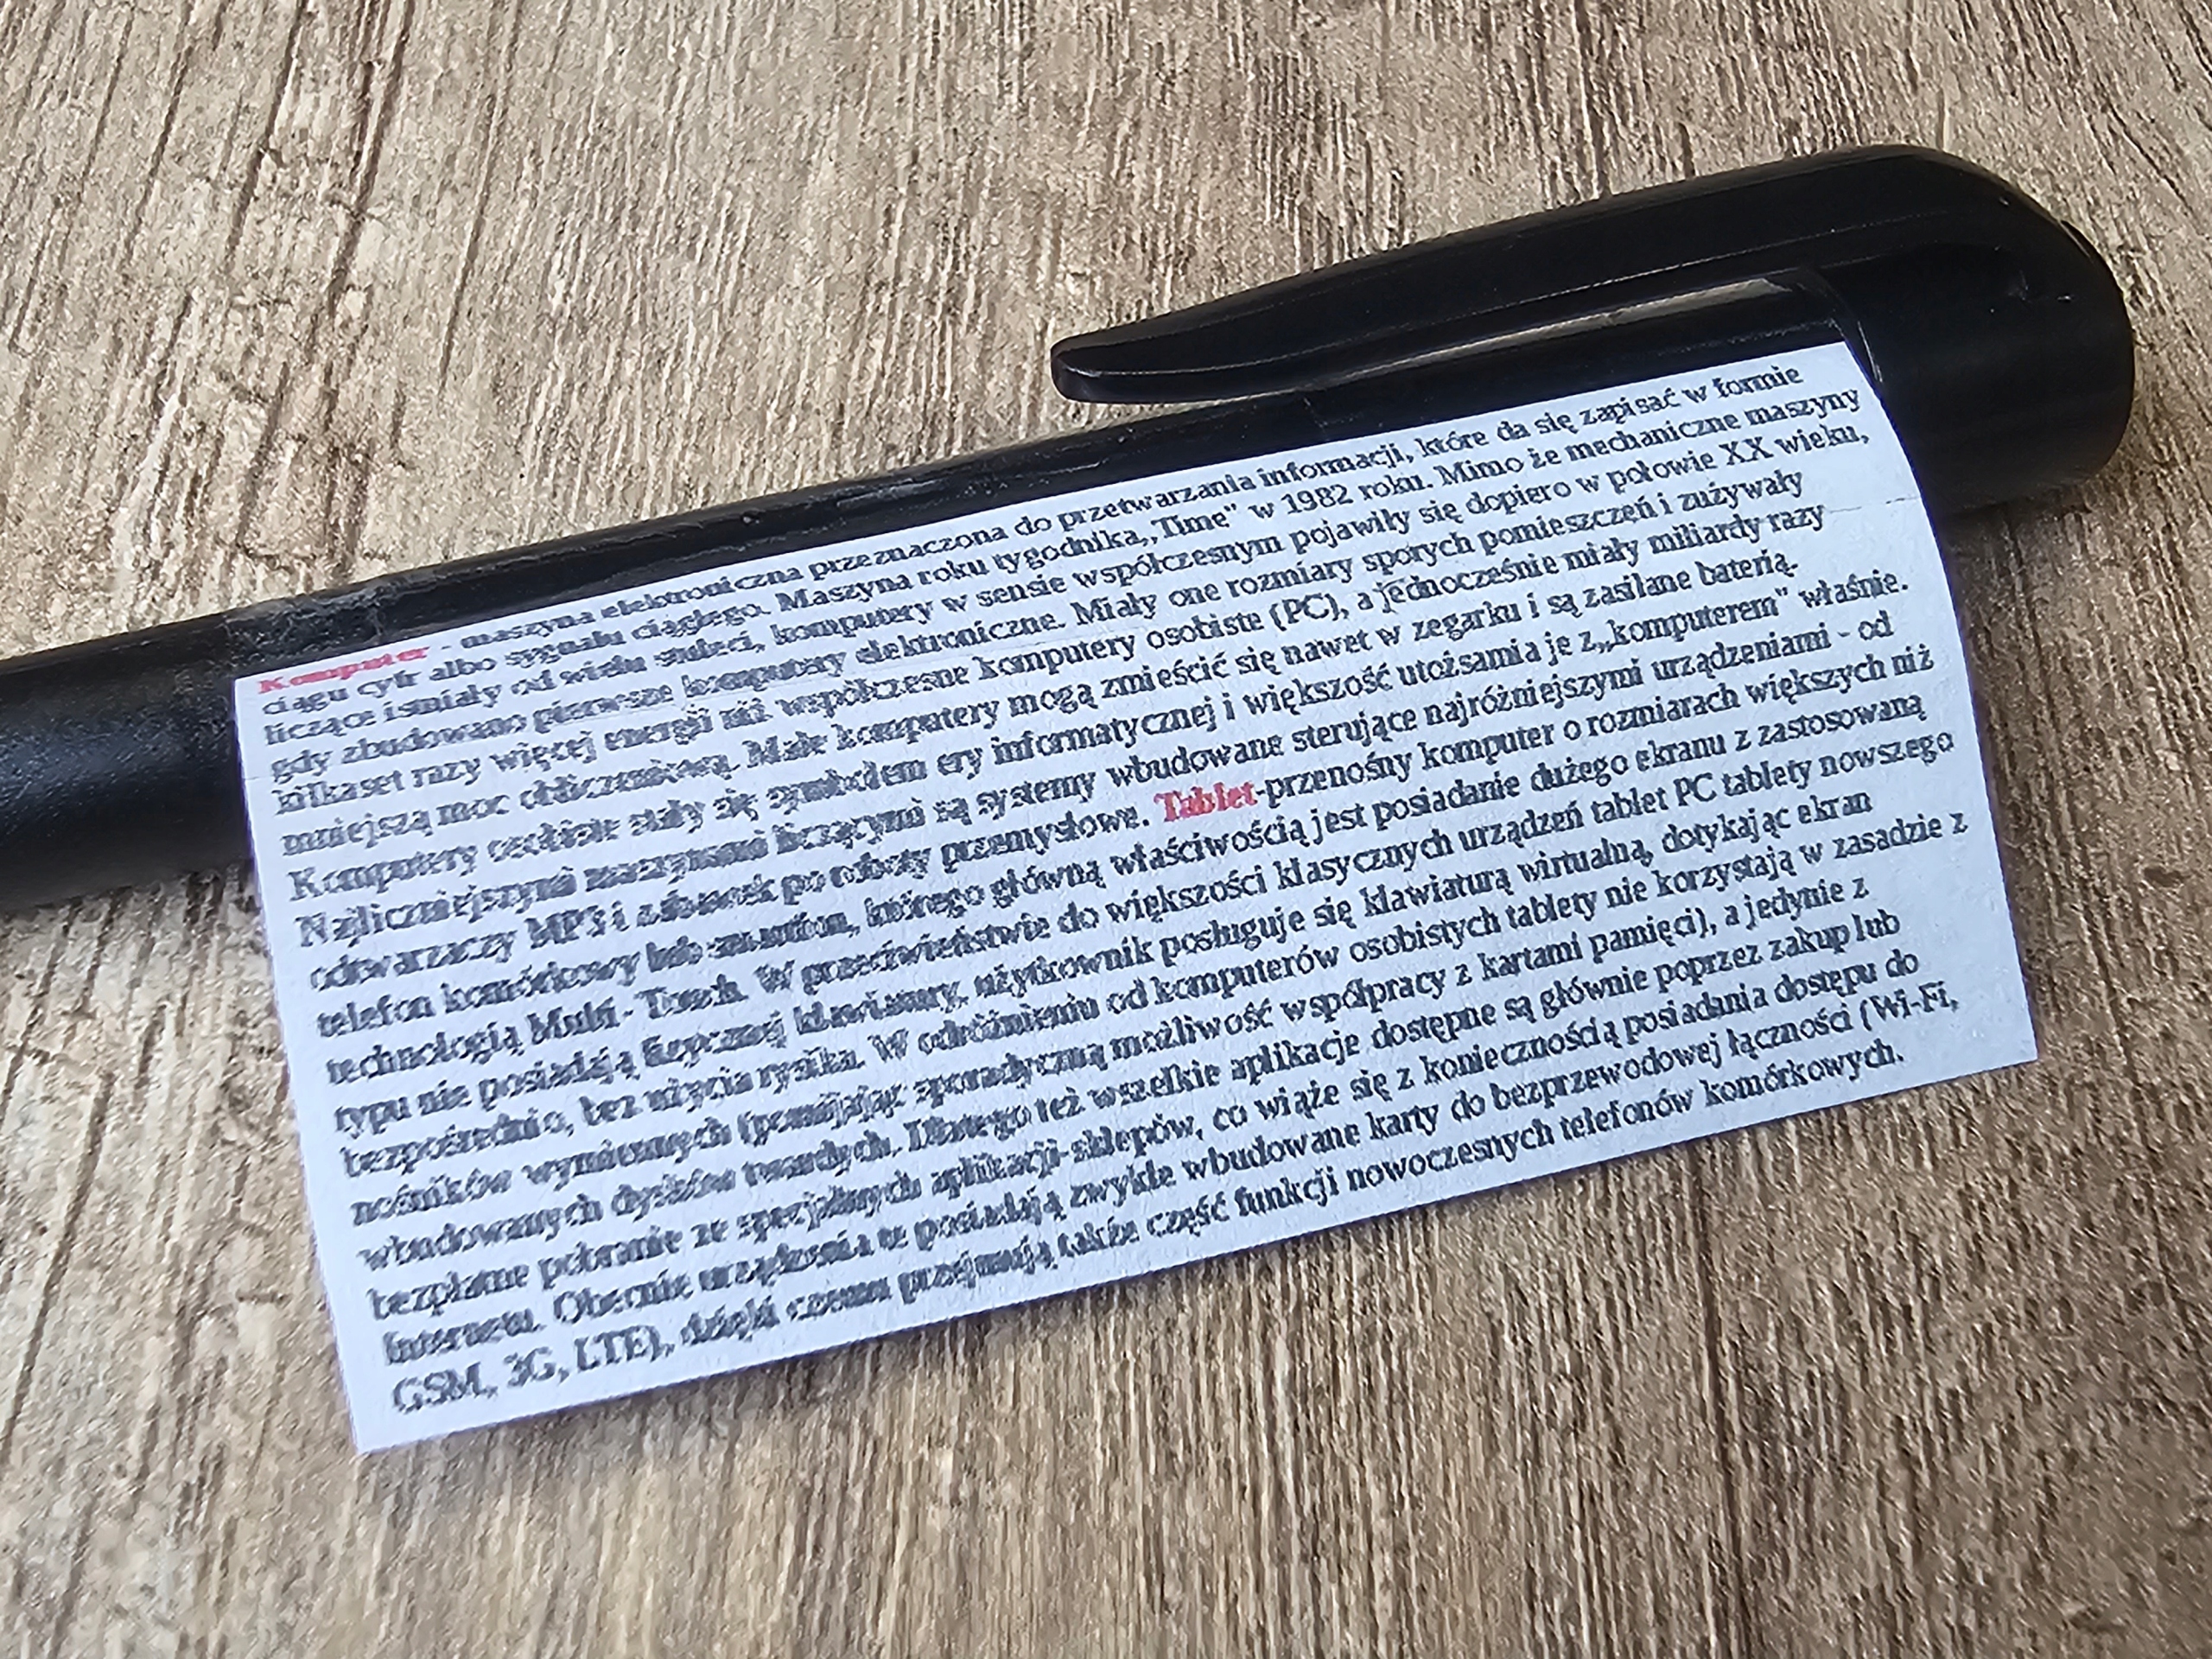 Komputer - maszyna elektroniczna przeznaczona do przetwarzania informacji, które da się zapisać w formie
ciągu cyfr albo sygnału ciągłego. Maszyna roku tygodnika,,Time" w 1982 roku. Mimo że mechaniczne maszyny
liczące istniały od wielu stuleci, komputery w sensie współczesnym pojawiły się dopiero w połowie XX wieku,
gdy zbudowano pierwsze komputery elektroniczne. Miały one rozmiary sporych pomieszczeń i zużywały
kilkaset razy więcej energii niż współczesne komputery osobiste (PC), a jednocześnie miały miliardy razy
mniejszą moc obliczeniową. Małe komputery mogą zmieścić się nawet w zegarku i są zasilane baterią.
Komputery osobiste stały się symbolem ery informatycznej i większość utożsamia je z„komputerem" właśnie.
Najliczniejszymi maszynami liczącymi są systemy wbudowane sterujące najróżniejszymi urządzeniami - od
odtwarzaczy MP3 i zabawek po roboty przemysłowe. Tablet-przenośny komputer o rozmiarach większych niż
telefon komórkowy lub smartfon, którego główną właściwością jest posiadanie dużego ekranu z zastosowaną
technologią Multi- Touch. W przeciwieństwie do większości klasycznych urządzeń tablet PC tablety nowszego
typu nie posiadają fizycznej klawiatury, użytkownik posługuje się klawiaturą wirtualną, dotykając ekran
bezpośrednio, bez użycia rysika. W odróżnieniu od komputerów osobistych tablety nie korzystają w zasadzie z
nośników wymiennych (pomijając sporadyczną możliwość współpracy z kartami pamięci), a jedynie z
wbudowanych dysków twardych. Dlatego też wszelkie aplikacje dostępne są głównie poprzez zakup lub
bezpłatne pobranie ze specjalnych aplikacji-sklepów, co wiąże się z koniecznością posiadania dostępu do
Internetu. Obecnie urządzenia te posiadają zwykle wbudowane karty do bezprzewodowej łączności (Wi-Fi,
GSM, 3G, LTE), dzięki czemu przejmują także część funkcji nowoczesnych telefonów komórkowych.